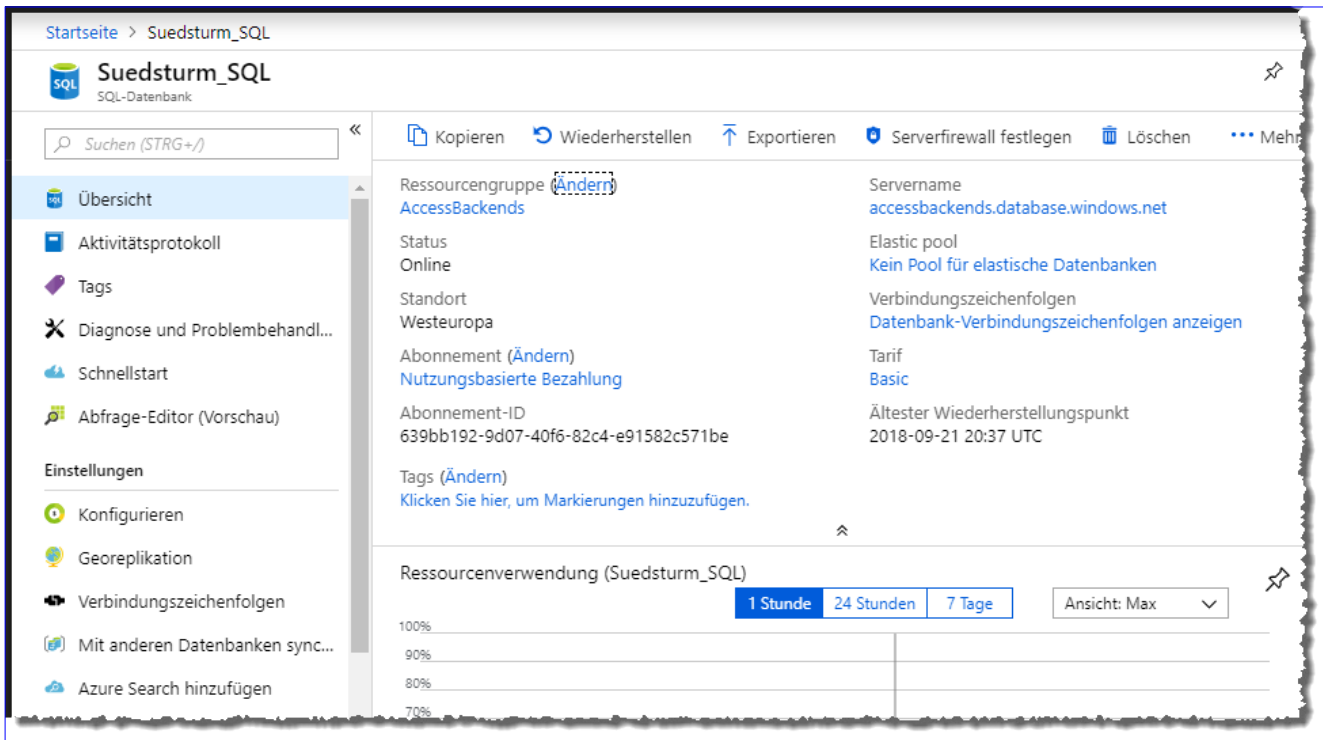 Startseite > Suedsturm_SQL
Suedsturm_SQL
SQL-Datenbank
SQL
Suchen (STRG+/)
«
Übersicht
Aktivitätsprotokoll
Tags
Diagnose und Problembehandl...
Schnellstart
Abfrage-Editor (Vorschau)
Einstellungen
Konfigurieren
Georeplikation
Verbindungszeichenfolgen
Mit anderen Datenbanken sync...
Azure Search hinzufügen
Kopieren Wiederherstellen Exportieren Serverfirewall festlegen Löschen ••• Mehr
Ressourcengruppe (Ändern)
AccessBackends
Status
Online
Standort
Westeuropa
Abonnement (Ändern)
Nutzungsbasierte Bezahlung
Abonnement-ID
639bb192-9d07-40f6-82c4-e91582c571be
Tags (Ändern)
Klicken Sie hier, um Markierungen hinzuzufügen.
Servername
accessbackends.database.windows.net
Elastic pool
Kein Pool für elastische Datenbanken
Verbindungszeichenfolgen
Datenbank-Verbindungszeichenfolgen anzeigen
Tarif
Basic
Ältester Wiederherstellungspunkt
2018-09-21 20:37 UTC
Ressourcenverwendung (Suedsturm_SQL)
1 Stunde 24 Stunden 7 Tage Ansicht: Max
100%
90%
80%
70%